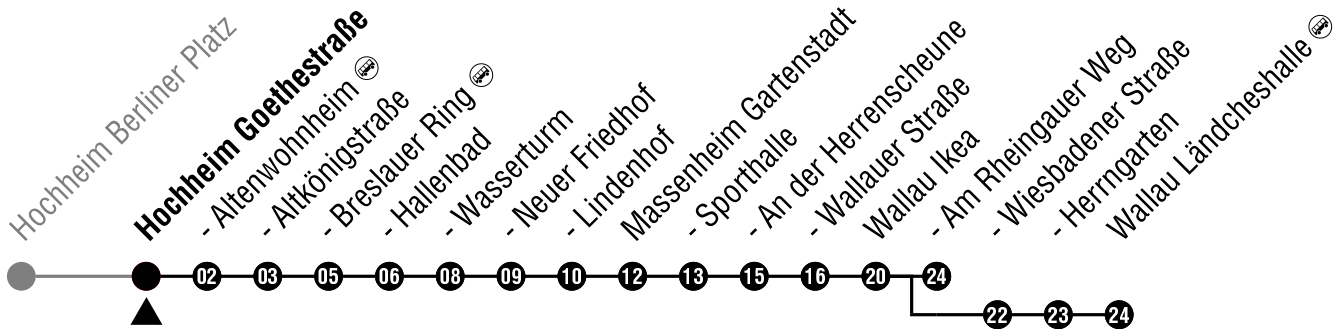 Hochheim Berliner Platz
Hochheim Goethestraße
- Altenwohnheim
- Altkönigstraße
- Breslauer Ring
- Hallenbad
- Wasserturm
- Neuer Friedhof
- Lindenhof
Massenheim Gartenstadt
- Sporthalle
- An der Herrenscheune
- Wallauer Straße
Wallau Ikea
- Am Rheingauer Weg
- Wiesbadener Straße
- Herrngarten
Wallau Ländcheshalle
02 03 05 06 08 09 10 12 13 15 16 20 24
22 23 24